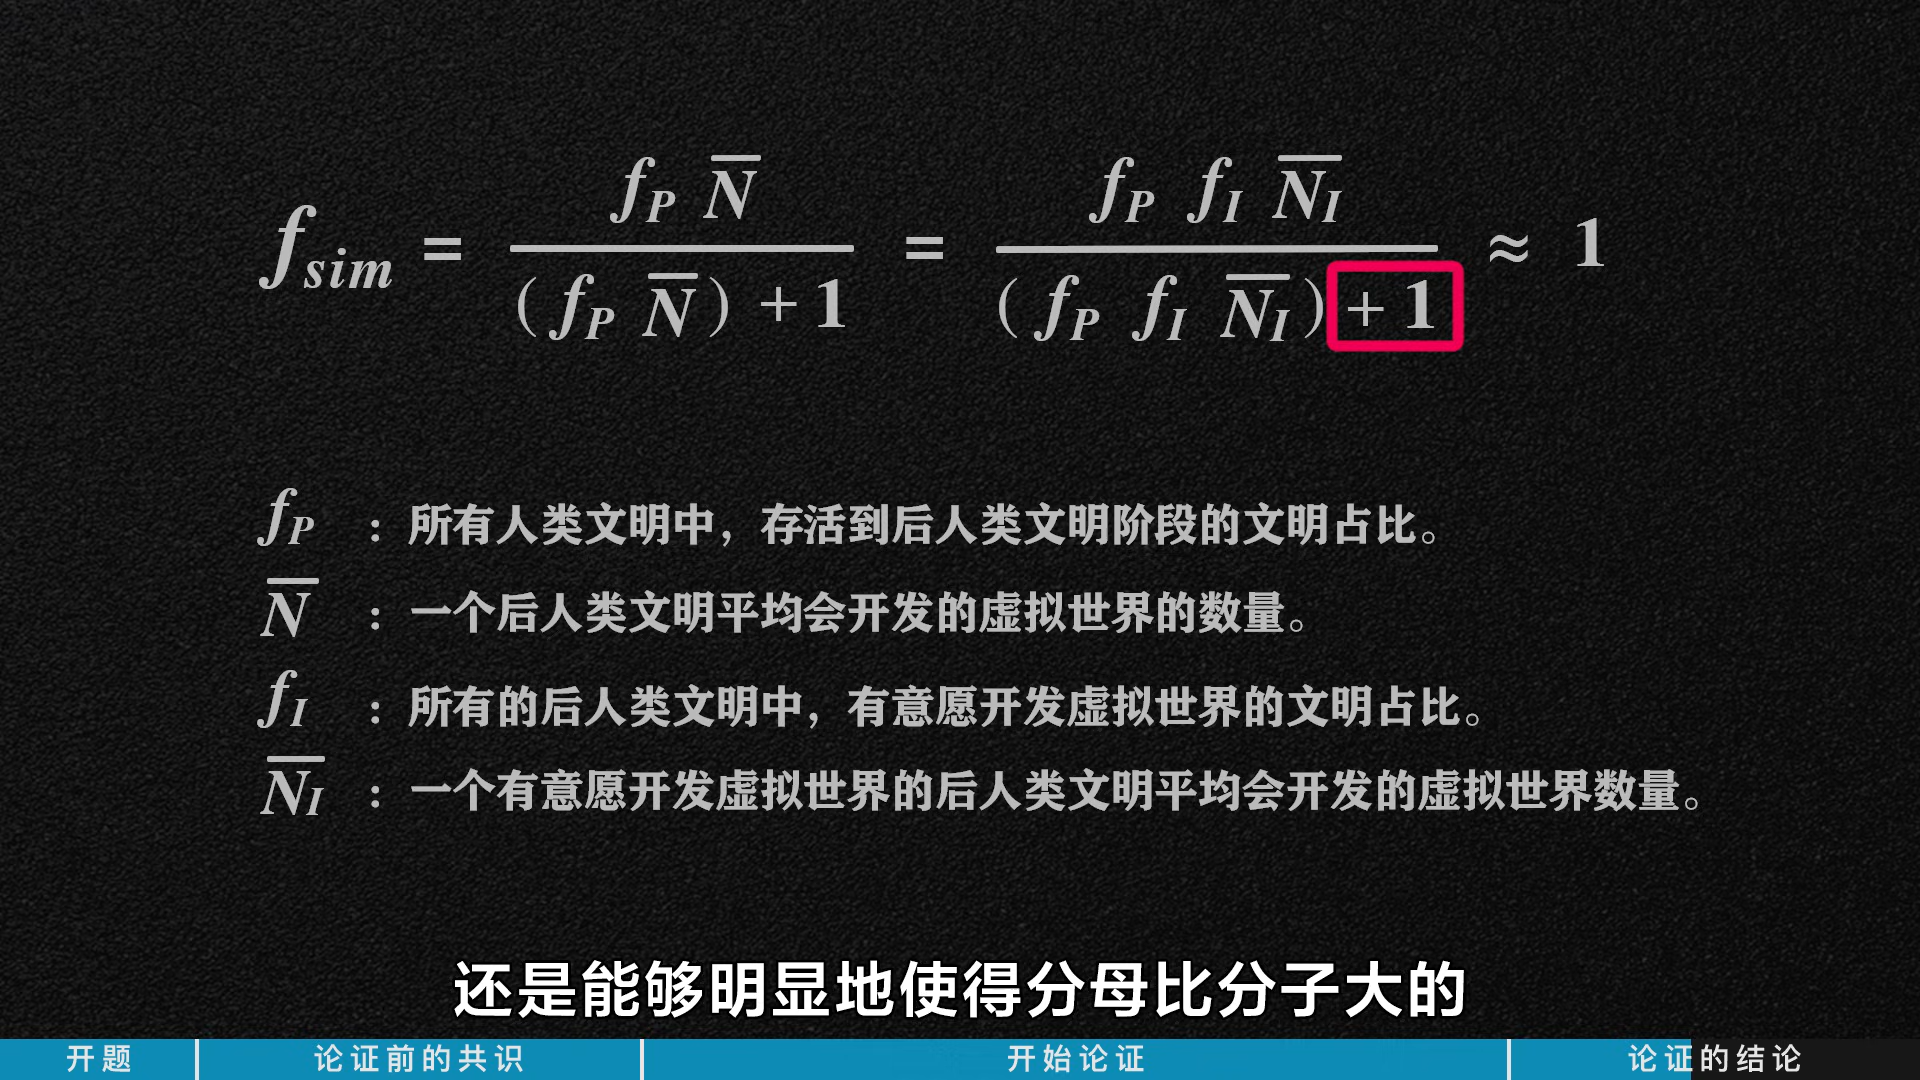 f_sim = f_P N̅ / (f_P N̅) + 1 = f_P f_I N̅_I / (f_P f_I N̅_I) + 1 ≈ 1
f_P ：所有人类文明中，存活到后人类文明阶段的文明占比。
N̅ ：一个后人类文明平均会开发的虚拟世界的数量。
f_I ：所有的后人类文明中，有意愿开发虚拟世界的文明占比。
N̅_I ：一个有意愿开发虚拟世界的后人类文明平均会开发的虚拟世界数量。
还是能够明显地使得分母比分子大的
开题 论证前的共识 开始论证 论证的结论